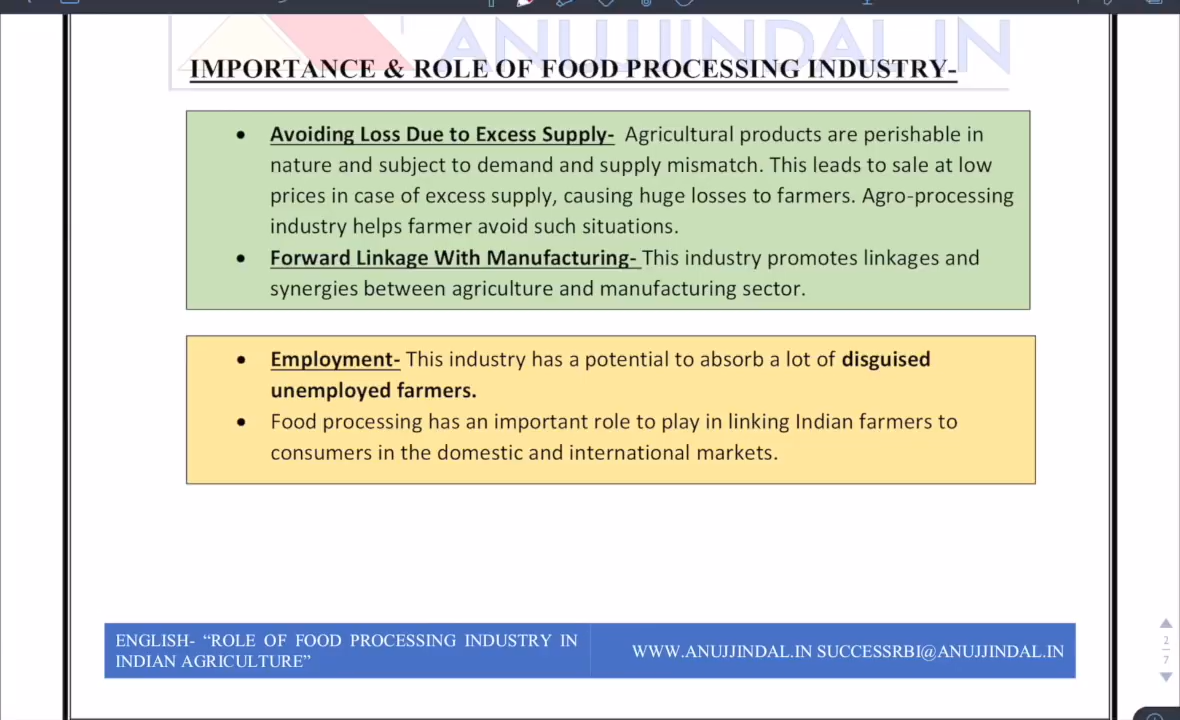 ANUJJINDAL.IN
IMPORTANCE & ROLE OF FOOD PROCESSING INDUSTRY-
• Avoiding Loss Due to Excess Supply- Agricultural products are perishable in
nature and subject to demand and supply mismatch. This leads to sale at low
prices in case of excess supply, causing huge losses to farmers. Agro-processing
industry helps farmer avoid such situations.
• Forward Linkage With Manufacturing- This industry promotes linkages and
synergies between agriculture and manufacturing sector.
• Employment- This industry has a potential to absorb a lot of disguised
unemployed farmers.
• Food processing has an important role to play in linking Indian farmers to
consumers in the domestic and international markets.
ENGLISH- “ROLE OF FOOD PROCESSING INDUSTRY IN
INDIAN AGRICULTURE”
WWW.ANUJJINDAL.IN SUCCESSRBI@ANUJJINDAL.IN
2
7